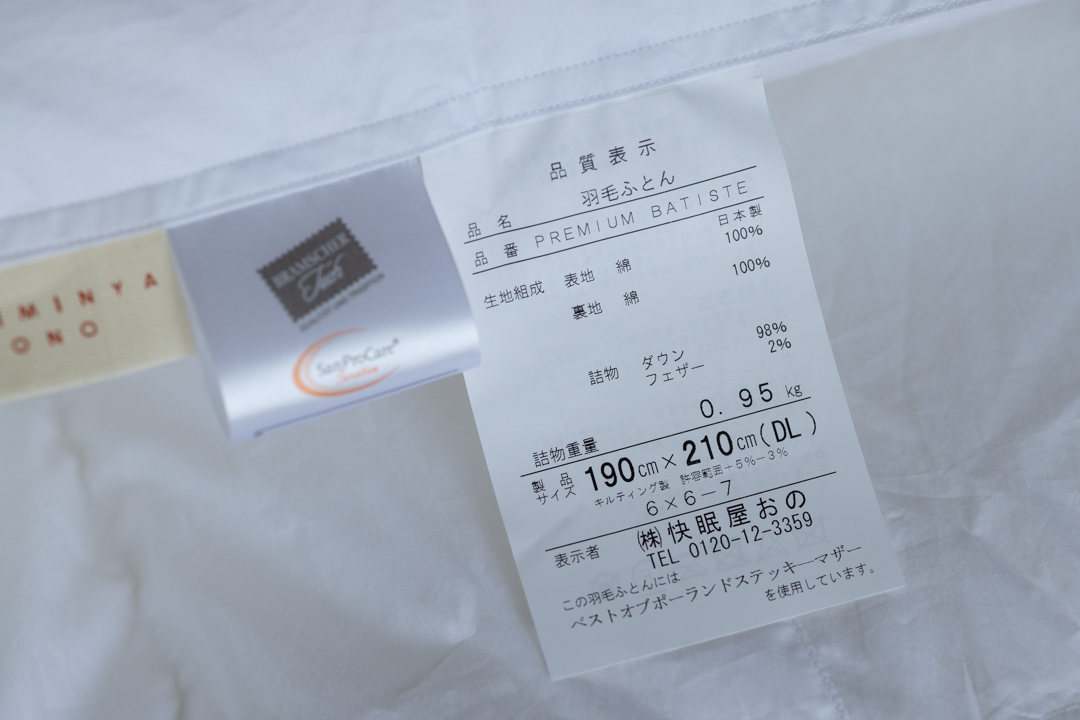 品質表示
品名 羽毛ふとん
品番 PREMIUM BATISTE
日本製
生地組成 表地 綿 100%
裏地 綿 100%
詰物 ダウン 98%
フェザー 2%
詰物重量 0.95 kg
製品サイズ 190cm×210cm(DL)
キルティング製 許容範囲+5%−3%
6×6−7
表示者 ㈱快眠屋おの
TEL 0120-12-3359
この羽毛ふとんには
ベストオブポーランドステッキーマザー
を使用しています。
BRAMSCHER
SanProCare®
IMINYA
ONO